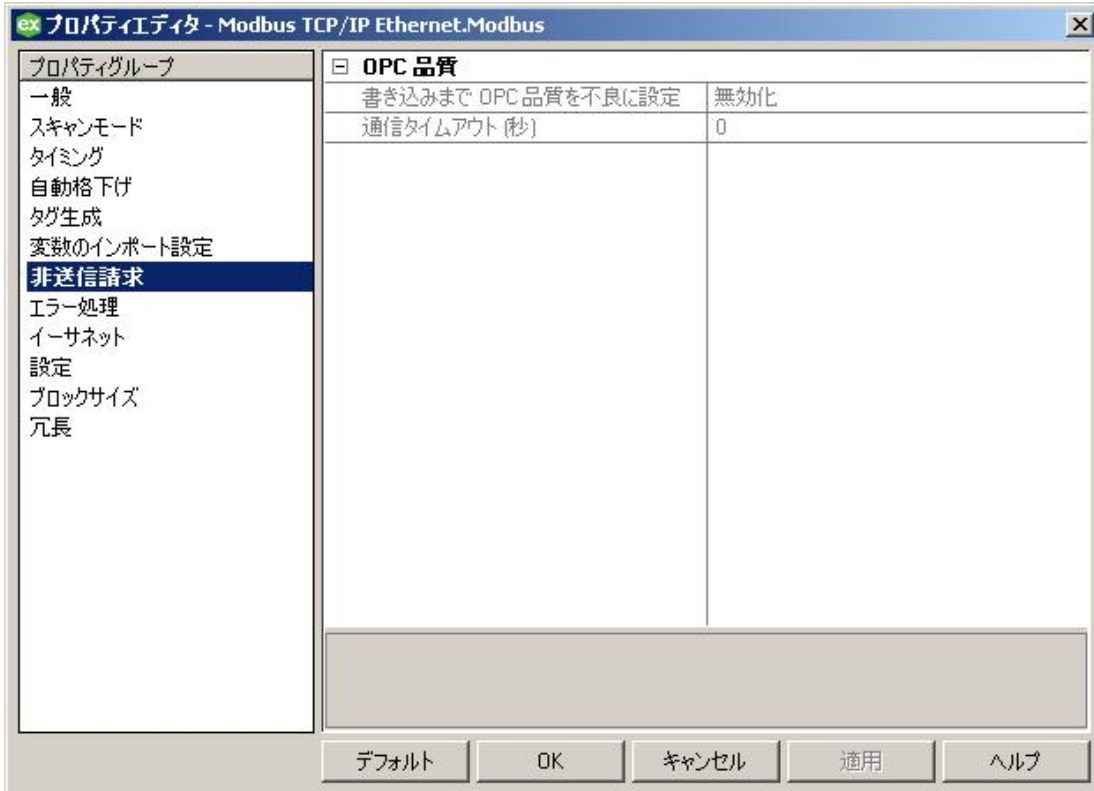 ex プロパティエディタ - Modbus TCP/IP Ethernet.Modbus
プロパティグループ
一般
スキャンモード
タイミング
自動格下げ
タグ生成
変数のインポート設定
非送信請求
エラー処理
イーサネット
設定
ブロックサイズ
冗長
OPC 品質
書き込みまで OPC 品質を不良に設定 無効化
通信タイムアウト (秒) 0
デフォルト OK キャンセル 適用 ヘルプ